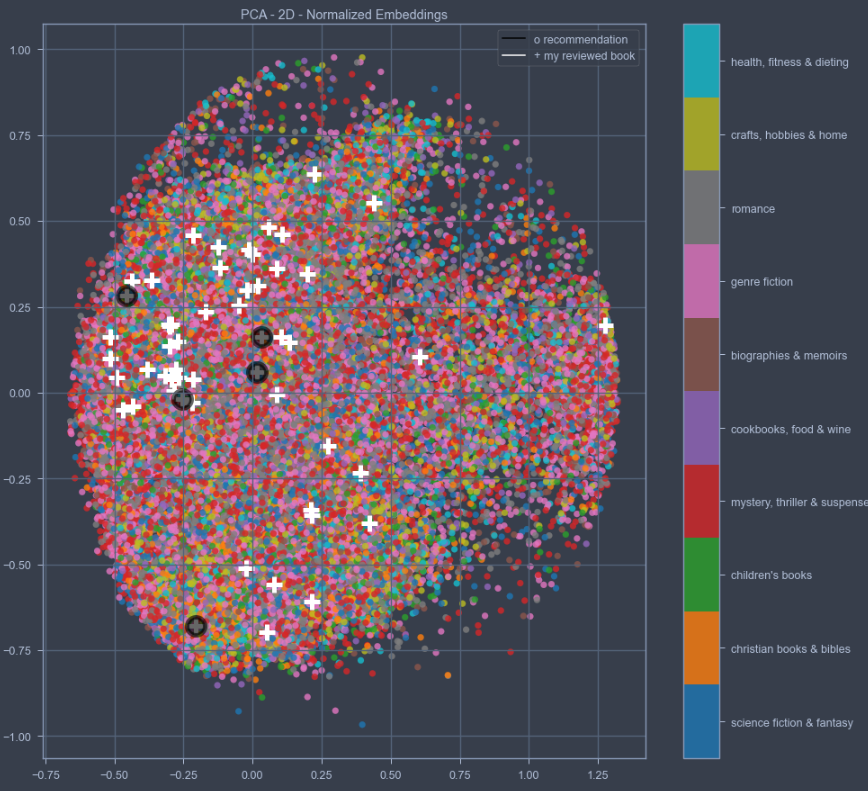 PCA - 2D - Normalized Embeddings
o recommendation
+ my reviewed book
1.00
0.75
0.50
0.25
0.00
−0.25
−0.50
−0.75
−1.00
−0.75 −0.50 −0.25 0.00 0.25 0.50 0.75 1.00 1.25
health, fitness & dieting
crafts, hobbies & home
romance
genre fiction
biographies & memoirs
cookbooks, food & wine
mystery, thriller & suspense
children's books
christian books & bibles
science fiction & fantasy